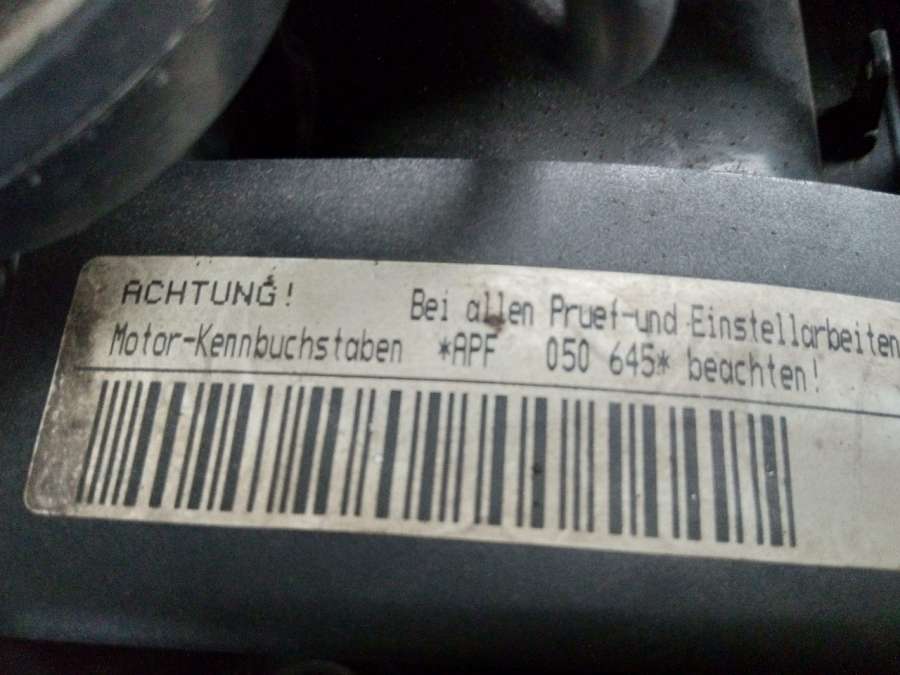 ACHTUNG! Bei allen Pruef-und Einstellarbeiten
Motor-Kennbuchstaben *APF 050 645* beachten!